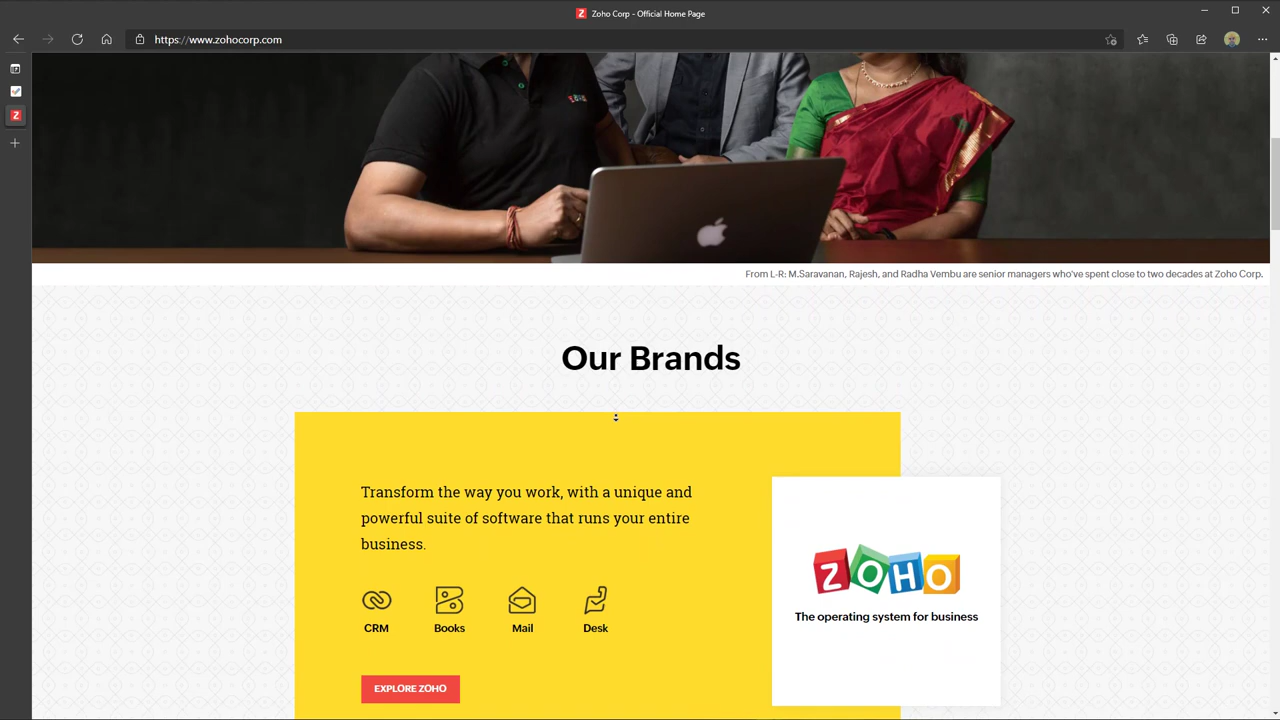 Zoho Corp - Official Home Page
https://www.zohocorp.com
ZOHO
From L-R: M.Saravanan, Rajesh, and Radha Vembu are senior managers who've spent close to two decades at Zoho Corp.
Our Brands
Transform the way you work, with a unique and
powerful suite of software that runs your entire
business.
CRM Books Mail Desk
EXPLORE ZOHO
ZOHO
The operating system for business